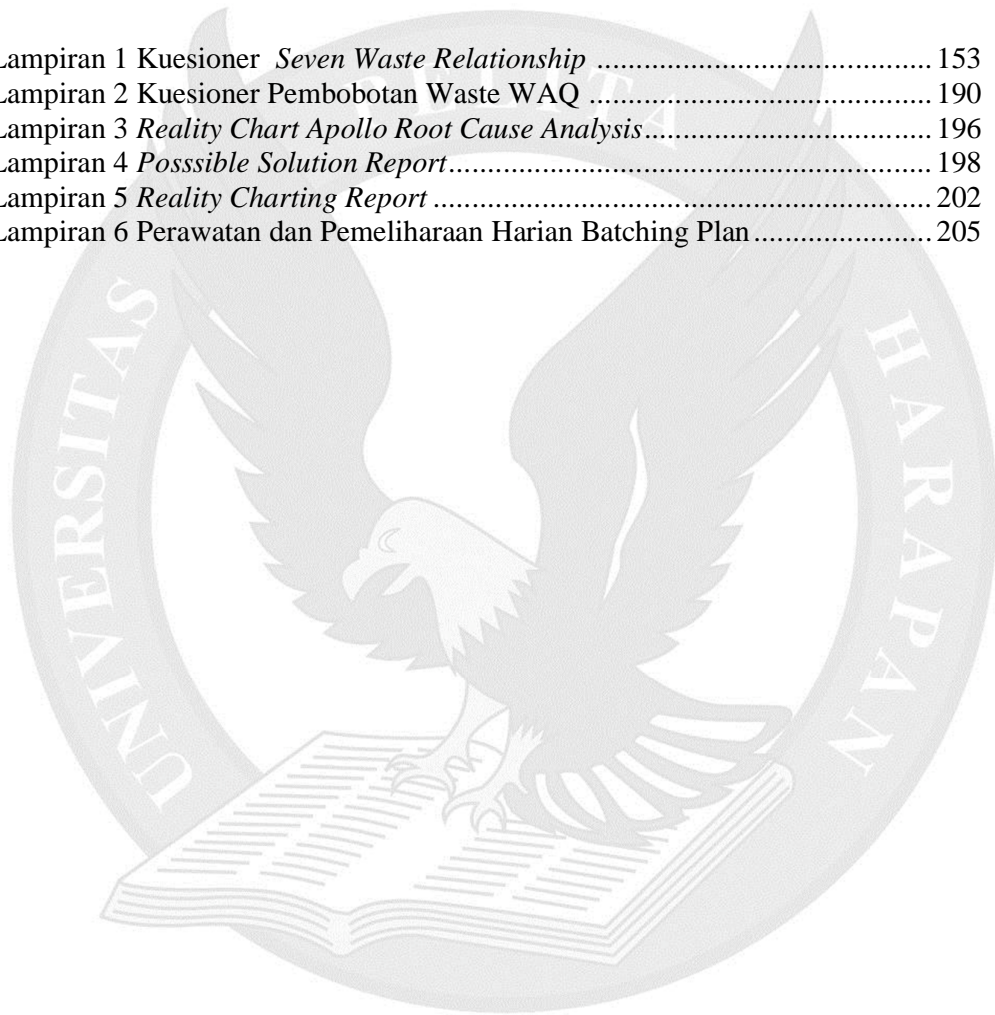 Lampiran 1 Kuesioner Seven Waste Relationship ........................................... 153
Lampiran 2 Kuesioner Pembobotan Waste WAQ ............................................ 190
Lampiran 3 Reality Chart Apollo Root Cause Analysis ..................................... 196
Lampiran 4 Posssible Solution Report .............................................................. 198
Lampiran 5 Reality Charting Report ................................................................ 202
Lampiran 6 Perawatan dan Pemeliharaan Harian Batching Plan ....................... 205
UNIVERSITAS PELITA HARAPAN